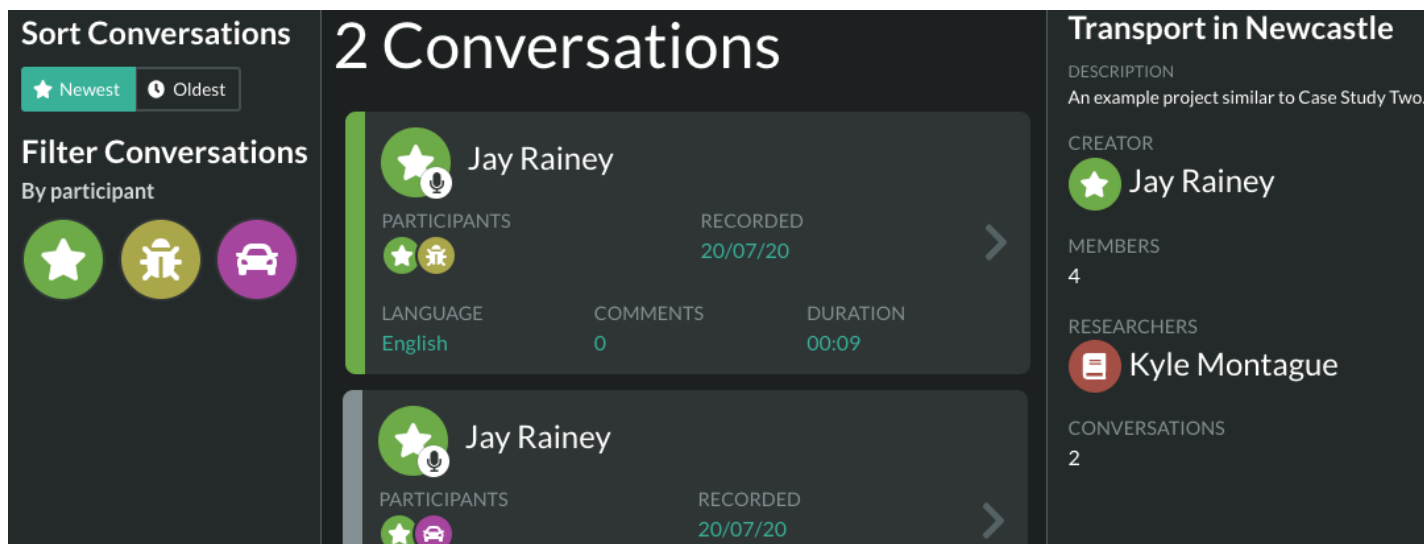 Sort Conversations
Newest
Oldest
Filter Conversations
By participant
2 Conversations
Jay Rainey
PARTICIPANTS
RECORDED
20/07/20
LANGUAGE
COMMENTS
DURATION
English
0
00:09
Jay Rainey
PARTICIPANTS
RECORDED
20/07/20
Transport in Newcastle
DESCRIPTION
An example project similar to Case Study Two.
CREATOR
Jay Rainey
MEMBERS
4
RESEARCHERS
Kyle Montague
CONVERSATIONS
2